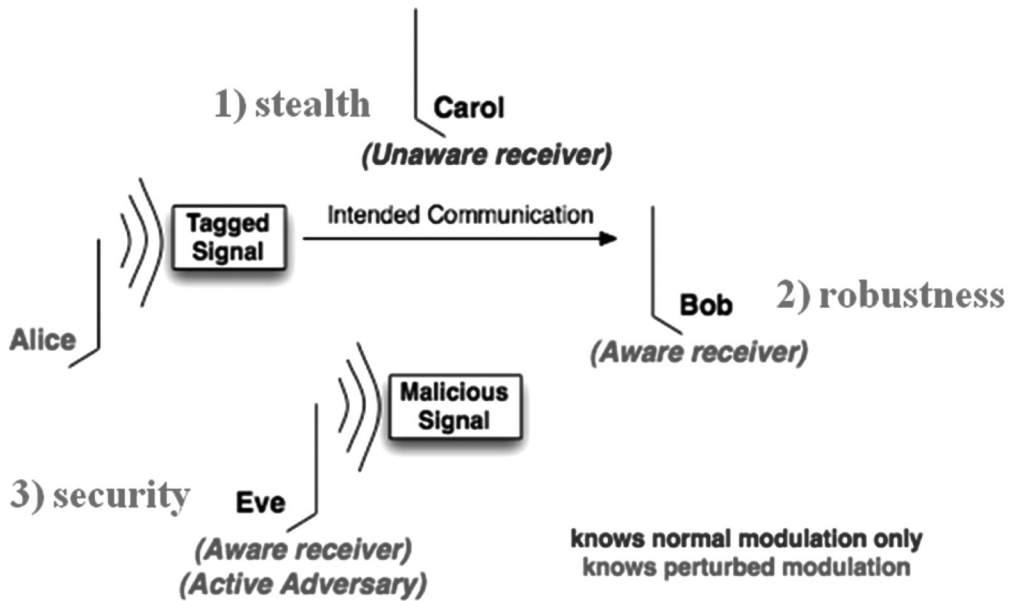 1) stealth
Carol
(Unaware receiver)
Tagged
Signal
Intended Communication
Alice
Bob
2) robustness
(Aware receiver)
Malicious
Signal
3) security
Eve
(Aware receiver)
(Active Adversary)
knows normal modulation only
knows perturbed modulation